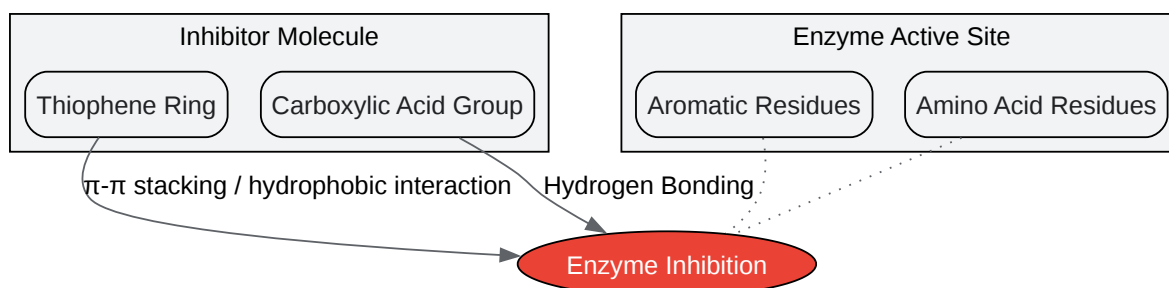 Inhibitor Molecule
Enzyme Active Site
Thiophene Ring
Carboxylic Acid Group
Aromatic Residues
Amino Acid Residues
π-π stacking / hydrophobic interaction
Hydrogen Bonding
Enzyme Inhibition